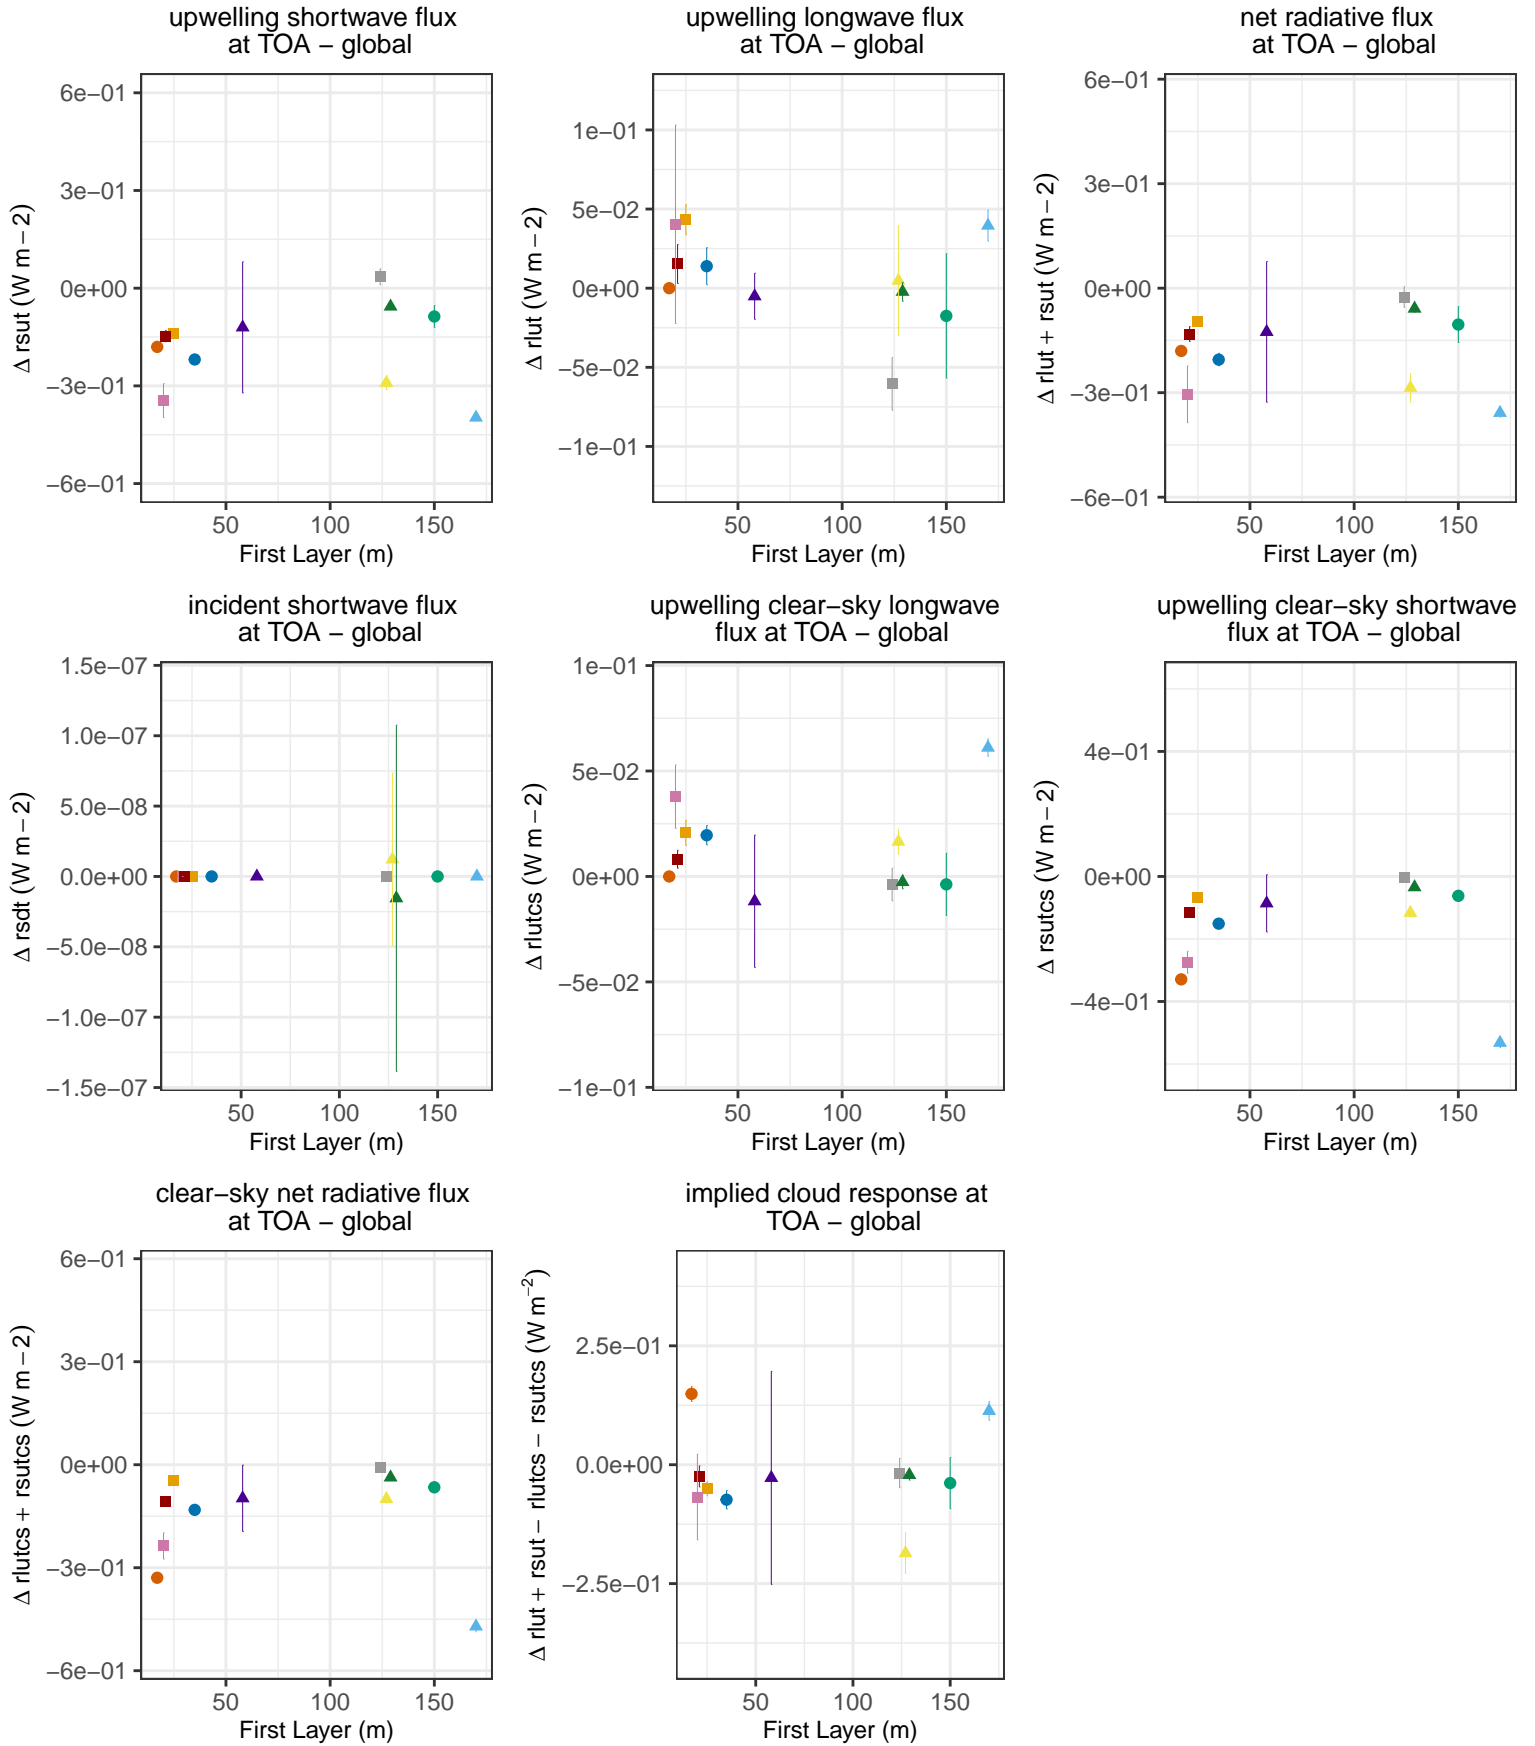 upwelling shortwave flux
at TOA − global
6e−01
3e−01
0e+00
−3e−01
−6e−01
Δ rsut (W m − 2)
50 100 150
First Layer (m)
upwelling longwave flux
at TOA − global
1e−01
5e−02
0e+00
−5e−02
−1e−01
Δ rlut (W m − 2)
50 100 150
First Layer (m)
net radiative flux
at TOA − global
6e−01
3e−01
0e+00
−3e−01
−6e−01
Δ rlut + rsut (W m − 2)
50 100 150
First Layer (m)
incident shortwave flux
at TOA − global
1.5e−07
1.0e−07
5.0e−08
0.0e+00
−5.0e−08
−1.0e−07
−1.5e−07
Δ rsdt (W m − 2)
50 100 150
First Layer (m)
upwelling clear−sky longwave
flux at TOA − global
1e−01
5e−02
0e+00
−5e−02
−1e−01
Δ rlutcs (W m − 2)
50 100 150
First Layer (m)
upwelling clear−sky shortwave
flux at TOA − global
4e−01
0e+00
−4e−01
Δ rsutcs (W m − 2)
50 100 150
First Layer (m)
clear−sky net radiative flux
at TOA − global
6e−01
3e−01
0e+00
−3e−01
−6e−01
Δ rlutcs + rsutcs (W m − 2)
50 100 150
First Layer (m)
implied cloud response at
TOA − global
2.5e−01
0.0e+00
−2.5e−01
Δ rlut + rsut − rlutcs − rsutcs (W m⁻²)
50 100 150
First Layer (m)